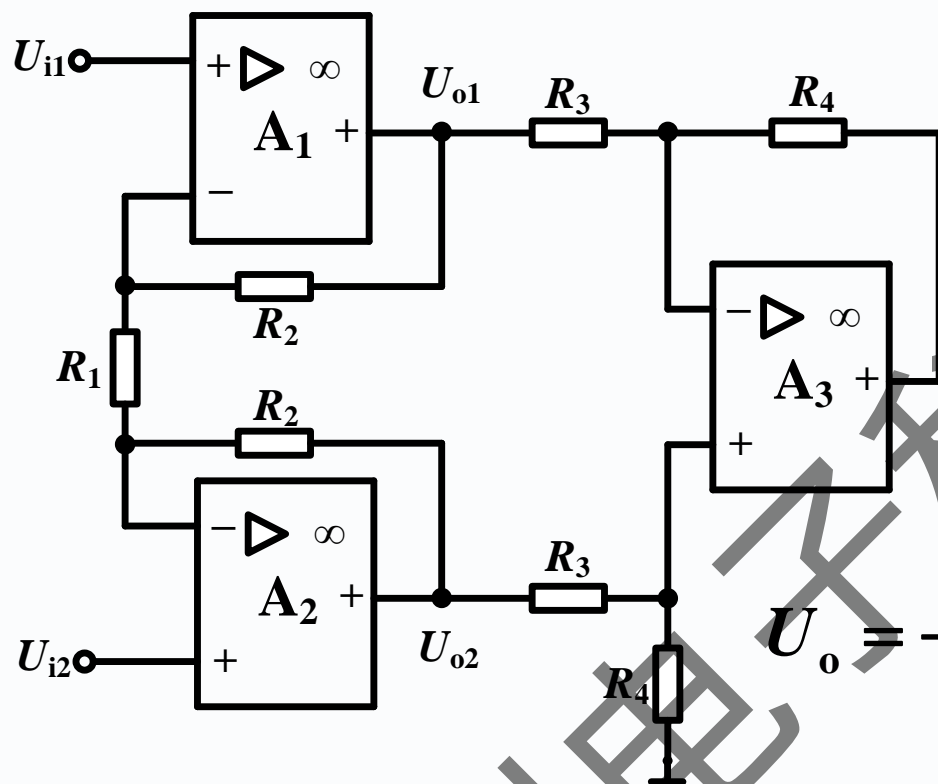 Ui1
+ ▷ ∞
A1 +
−
Uo1
R3
R4
R2
R1
R2
− ▷ ∞
A3 +
+
− ▷ ∞
A2 +
+
Ui2
Uo2
R3
R4
Uo = −